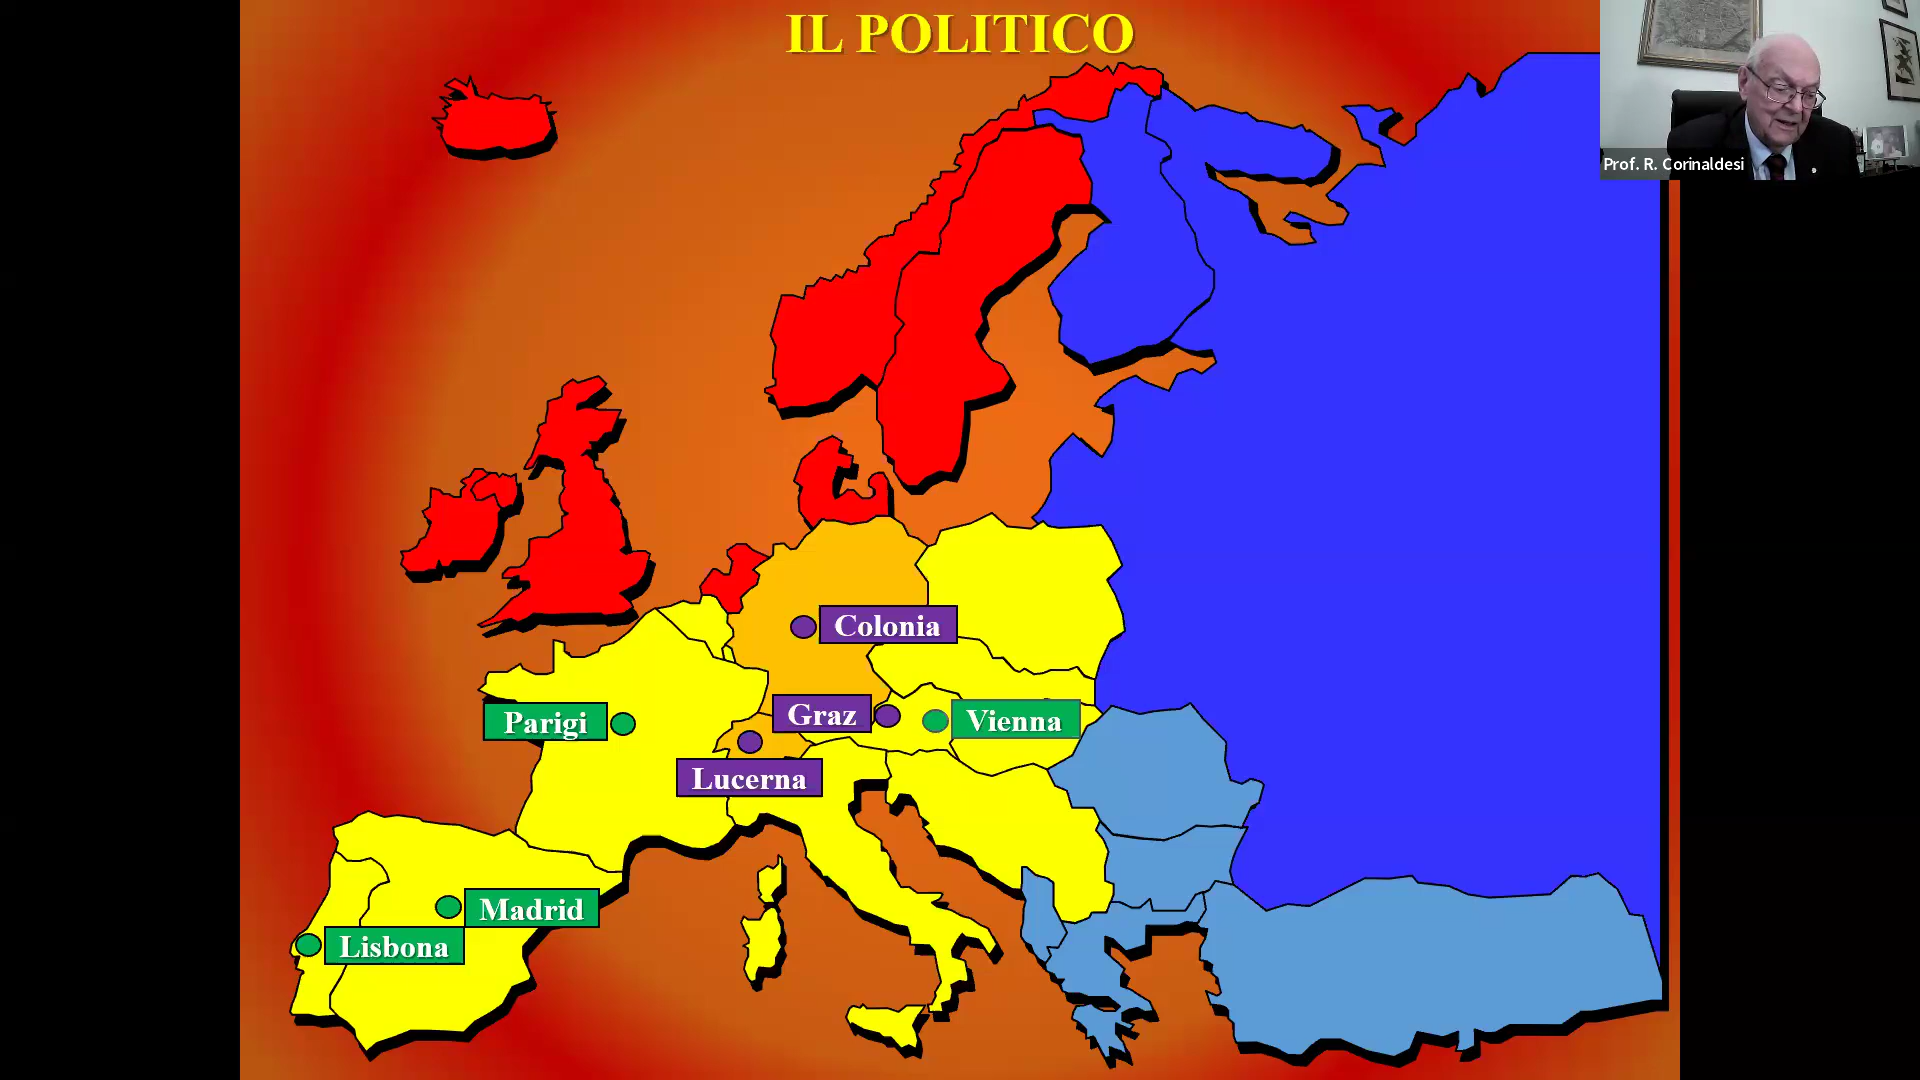 IL POLITICO
Prof. R. Corinaldesi
Colonia
Parigi
Graz
Vienna
Lucerna
Madrid
Lisbona